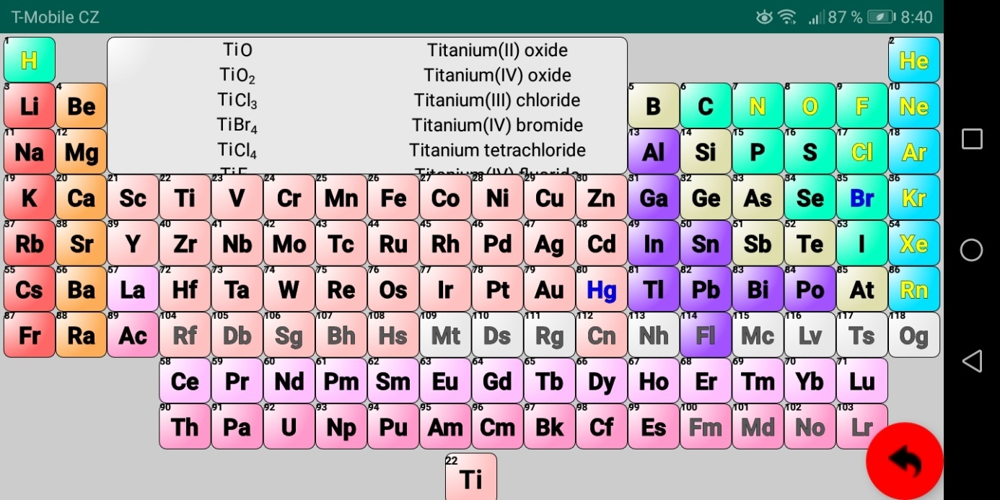 T-Mobile CZ 87 % 8:40
1 H 2 He
TiO Titanium(II) oxide
TiO₂ Titanium(IV) oxide
TiCl₃ Titanium(III) chloride
TiBr₄ Titanium(IV) bromide
TiCl₄ Titanium tetrachloride
3 Li 4 Be 5 B 6 C 7 N 8 O 9 F 10 Ne
11 Na 12 Mg 13 Al 14 Si 15 P 16 S 17 Cl 18 Ar
19 K 20 Ca 21 Sc 22 Ti 23 V 24 Cr 25 Mn 26 Fe 27 Co 28 Ni 29 Cu 30 Zn 31 Ga 32 Ge 33 As 34 Se 35 Br 36 Kr
37 Rb 38 Sr 39 Y 40 Zr 41 Nb 42 Mo 43 Tc 44 Ru 45 Rh 46 Pd 47 Ag 48 Cd 49 In 50 Sn 51 Sb 52 Te 53 I 54 Xe
55 Cs 56 Ba 57 La 72 Hf 73 Ta 74 W 75 Re 76 Os 77 Ir 78 Pt 79 Au 80 Hg 81 Tl 82 Pb 83 Bi 84 Po 85 At 86 Rn
87 Fr 88 Ra 89 Ac 104 Rf 105 Db 106 Sg 107 Bh 108 Hs 109 Mt 110 Ds 111 Rg 112 Cn 113 Nh 114 Fl 115 Mc 116 Lv 117 Ts 118 Og
58 Ce 59 Pr 60 Nd 61 Pm 62 Sm 63 Eu 64 Gd 65 Tb 66 Dy 67 Ho 68 Er 69 Tm 70 Yb 71 Lu
90 Th 91 Pa 92 U 93 Np 94 Pu 95 Am 96 Cm 97 Bk 98 Cf 99 Es 100 Fm 101 Md 102 No 103 Lr
22 Ti